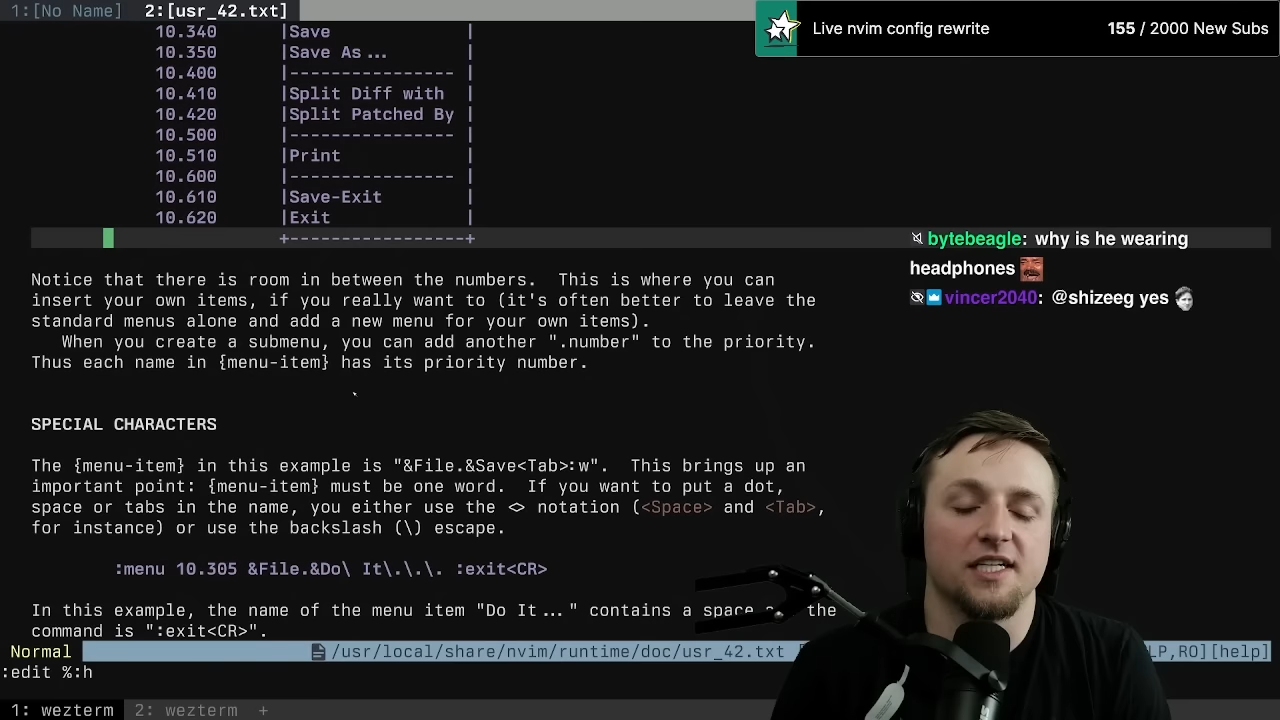 1:[No Name]  2:[usr_42.txt]
Live nvim config rewrite
155 / 2000 New Subs
10.340 |Save |
10.350 |Save As... |
10.400 |---------------- |
10.410 |Split Diff with |
10.420 |Split Patched By |
10.500 |---------------- |
10.510 |Print |
10.600 |---------------- |
10.610 |Save-Exit |
10.620 |Exit |
+------------------+
bytebeagle: why is he wearing
headphones
vincer2040: @shizeeg yes
Notice that there is room in between the numbers.  This is where you can
insert your own items, if you really want to (it's often better to leave the
standard menus alone and add a new menu for your own items).
When you create a submenu, you can add another ".number" to the priority.
Thus each name in {menu-item} has its priority number.
SPECIAL CHARACTERS
The {menu-item} in this example is "&File.&Save<Tab>:w".  This brings up an
important point: {menu-item} must be one word.  If you want to put a dot,
space or tabs in the name, you either use the <> notation (<Space> and <Tab>,
for instance) or use the backslash (\) escape.
:menu 10.305 &File.&Do\ It\.\.\. :exit<CR>
In this example, the name of the menu item "Do It..." contains a space the
command is ":exit<CR>".
Normal /usr/local/share/nvim/runtime/doc/usr_42.txt LP,RO][help]
:edit %:h
1: wezterm  2: wezterm  +